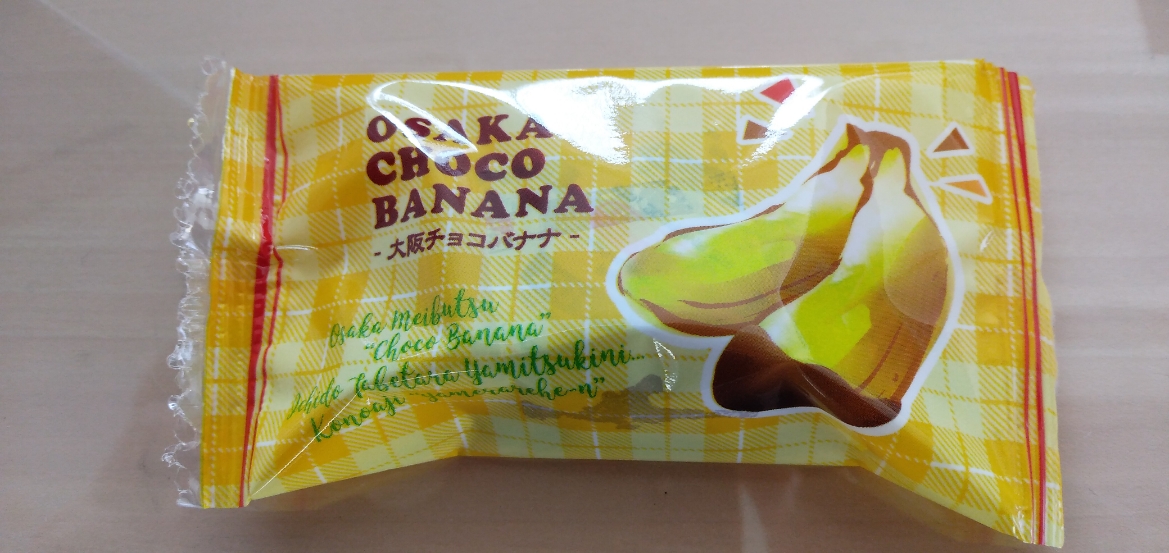 OSAKA
CHOCO
BANANA
- 大阪チョコバナナ -
Osaka Meibutsu
"Choco Banana"
Ichido Tabetara Yamitsukini...
Konoaji "yamerarehe~n"